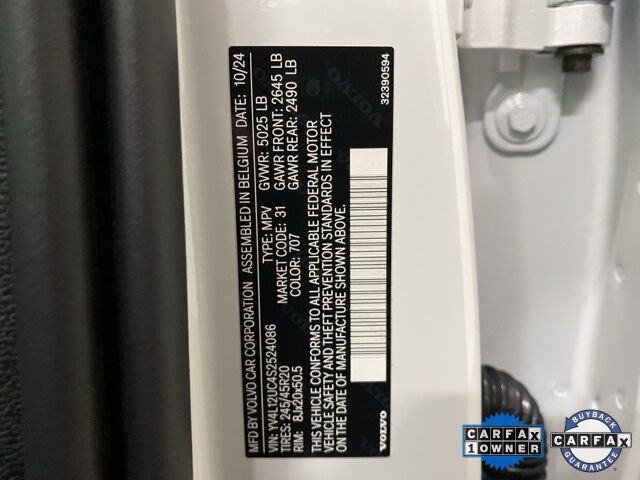 MFD BY VOLVO CAR CORPORATION ASSEMBLED IN BELGIUM DATE: 10/24
VIN: YV4L12UC4S2524086 TYPE: MPV GVWR: 5025 LB
TIRES: 245/45R20 MARKET CODE: 31 GAWR FRONT: 2645 LB
RIM: 8Jx20x50.5 COLOR: 707 GAWR REAR: 2490 LB
THIS VEHICLE CONFORMS TO ALL APPLICABLE FEDERAL MOTOR
VEHICLE SAFETY AND THEFT PREVENTION STANDARDS IN EFFECT
ON THE DATE OF MANUFACTURE SHOWN ABOVE.
VOLVO 32390594
CARFAX
1 OWNER
BUYBACK
CARFAX
GUARANTEE